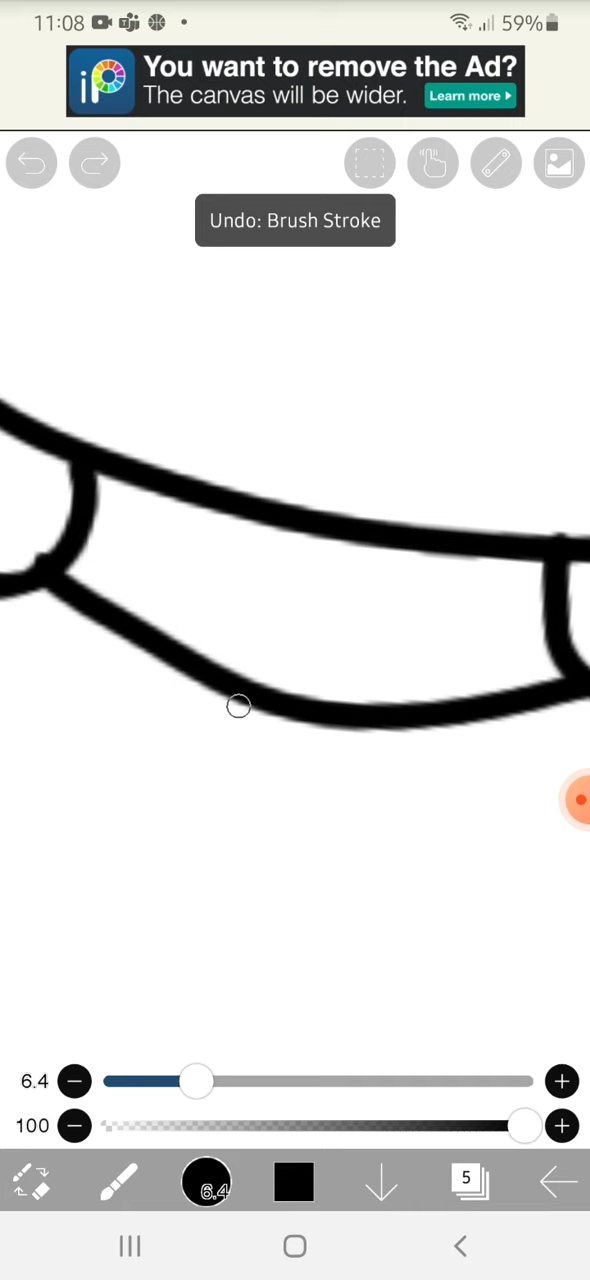 11:08
59%
iP
You want to remove the Ad?
The canvas will be wider.
Learn more
Undo: Brush Stroke
6.4
100
6.4
5